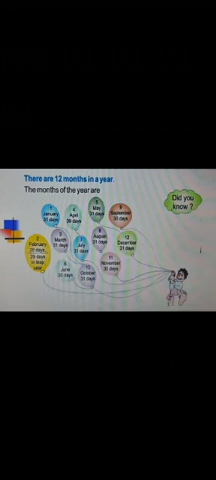 There are 12 months in a year.
The months of the year are
Did you
know ?
1
January
31 days
4
April
30 days
5
May
31 days
9
September
30 days
2
February
28 days
29 days
in leap
year
3
March
31 days
7
July
31 days
8
August
31 days
12
December
31 days
6
June
30 days
10
October
31 days
11
November
30 days